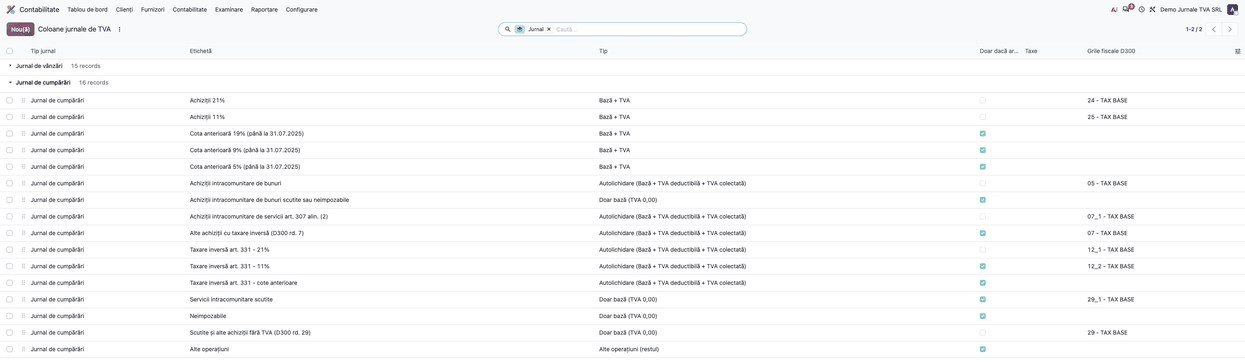 Contabilitate Tablou de bord Clienți Furnizori Contabilitate Examinare Raportare Configurare 3 Demo Jurnale TVA SRL A
Nou(ă) Coloane jurnale de TVA Jurnal Caută... 1-2 / 2
Tip jurnal Etichetă Tip Doar dacă ar... Taxe Grile fiscale D300
Jurnal de vânzări 15 records
Jurnal de cumpărări 16 records
Jurnal de cumpărări Achiziții 21% Bază + TVA 24 - TAX BASE
Jurnal de cumpărări Achiziții 11% Bază + TVA 25 - TAX BASE
Jurnal de cumpărări Cota anterioară 19% (până la 31.07.2025) Bază + TVA
Jurnal de cumpărări Cota anterioară 9% (până la 31.07.2025) Bază + TVA
Jurnal de cumpărări Cota anterioară 5% (până la 31.07.2025) Bază + TVA
Jurnal de cumpărări Achiziții intracomunitare de bunuri Autolichidare (Bază + TVA deductibilă + TVA colectată) 05 - TAX BASE
Jurnal de cumpărări Achiziții intracomunitare de bunuri scutite sau neimpozabile Doar bază (TVA 0,00)
Jurnal de cumpărări Achiziții intracomunitare de servicii art. 307 alin. (2) Autolichidare (Bază + TVA deductibilă + TVA colectată) 07_1 - TAX BASE
Jurnal de cumpărări Alte achiziții cu taxare inversă (D300 rd. 7) Autolichidare (Bază + TVA deductibilă + TVA colectată) 07 - TAX BASE
Jurnal de cumpărări Taxare inversă art. 331 - 21% Autolichidare (Bază + TVA deductibilă + TVA colectată) 12_1 - TAX BASE
Jurnal de cumpărări Taxare inversă art. 331 - 11% Autolichidare (Bază + TVA deductibilă + TVA colectată) 12_2 - TAX BASE
Jurnal de cumpărări Taxare inversă art. 331 - cote anterioare Autolichidare (Bază + TVA deductibilă + TVA colectată)
Jurnal de cumpărări Servicii intracomunitare scutite Doar bază (TVA 0,00) 29_1 - TAX BASE
Jurnal de cumpărări Neimpozabile Doar bază (TVA 0,00)
Jurnal de cumpărări Scutite și alte achiziții fără TVA (D300 rd. 29) Doar bază (TVA 0,00) 29 - TAX BASE
Jurnal de cumpărări Alte operațiuni Alte operațiuni (restul)